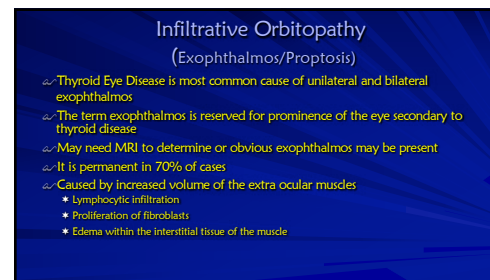 Infiltrative Orbitopathy
(Exophthalmos/Proptosis)
Thyroid Eye Disease is most common cause of unilateral and bilateral
exophthalmos
The term exophthalmos is reserved for prominence of the eye secondary to
thyroid disease
May need MRI to determine or obvious exophthalmos may be present
It is permanent in 70% of cases
Caused by increased volume of the extra ocular muscles
Lymphocytic infiltration
Proliferation of fibroblasts
Edema within the interstitial tissue of the muscle